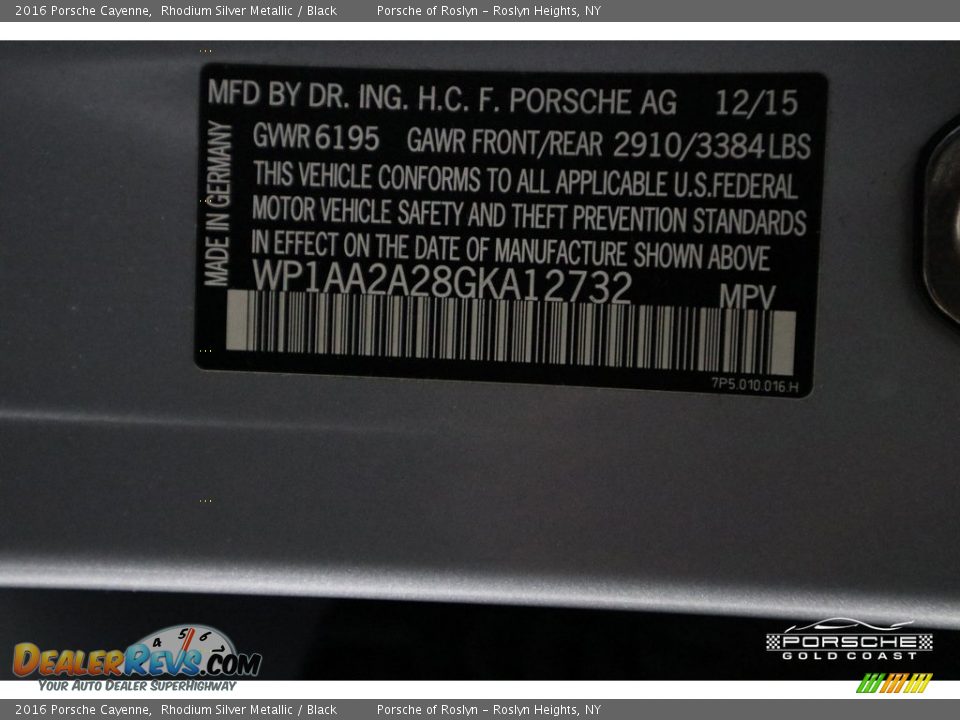 2016 Porsche Cayenne, Rhodium Silver Metallic / Black Porsche of Roslyn - Roslyn Heights, NY
MFD BY DR. ING. H.C. F. PORSCHE AG 12/15
GVWR 6195 GAWR FRONT/REAR 2910/3384 LBS
THIS VEHICLE CONFORMS TO ALL APPLICABLE U.S.FEDERAL
MOTOR VEHICLE SAFETY AND THEFT PREVENTION STANDARDS
IN EFFECT ON THE DATE OF MANUFACTURE SHOWN ABOVE
MADE IN GERMANY
WP1AA2A28GKA12732 MPV
7P5.010.016.H
4 5 6
DEALERREVS.COM
YOUR AUTO DEALER SUPERHIGHWAY
PORSCHE
GOLD COAST
2016 Porsche Cayenne, Rhodium Silver Metallic / Black Porsche of Roslyn - Roslyn Heights, NY